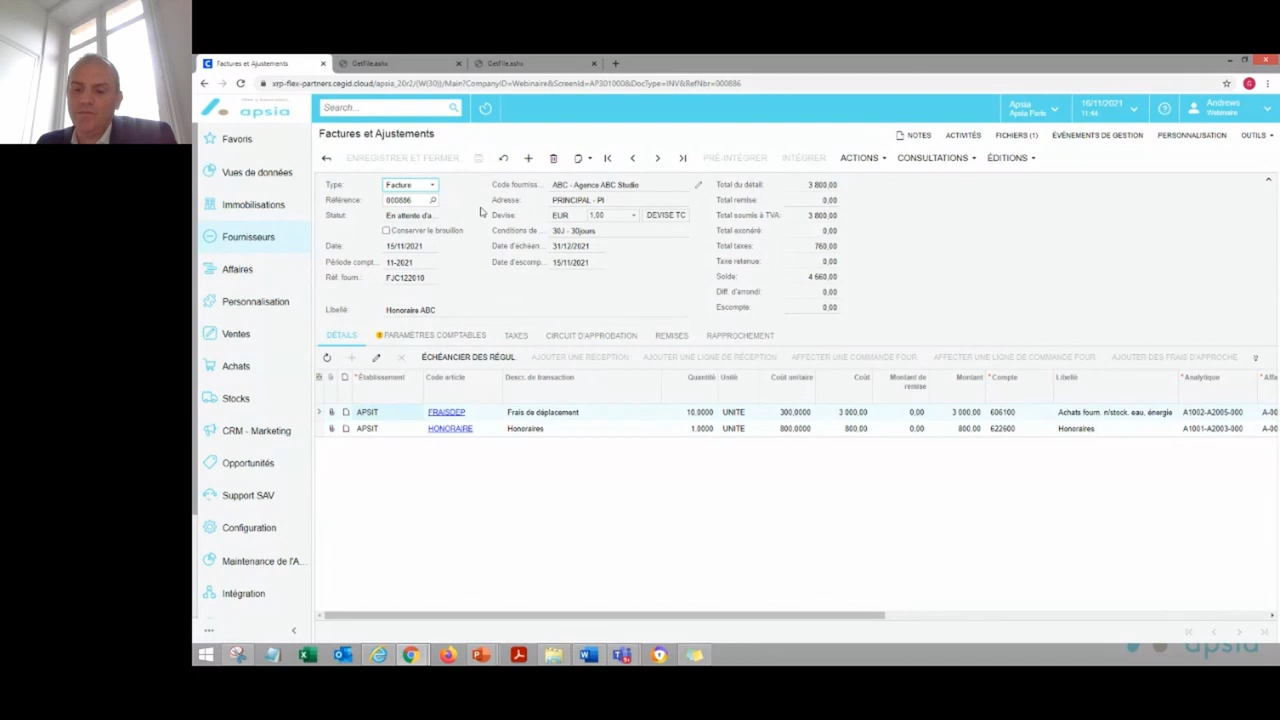 Factures et Ajustements
GetFile.ashx
GetFile.ashx
xrp-flex-partners.cegid.cloud/apsia_20r2/(W(30))/Main?CompanyID=Webinaire&ScreenId=AP301000&DocType=INV&RefNbr=000886
apsia
Search...
Apsia
Apsia Paris
16/11/2021
11:44
Andrews
Webinaire
Favoris
Vues de données
Immobilisations
Fournisseurs
Affaires
Personnalisation
Ventes
Achats
Stocks
CRM - Marketing
Opportunités
Support SAV
Configuration
Maintenance de l'A...
Intégration
Factures et Ajustements
NOTES ACTIVITÉS FICHIERS (1) ÉVÉNEMENTS DE GESTION PERSONNALISATION OUTILS
ENREGISTRER ET FERMER PRÉ-INTÉGRER INTÉGRER ACTIONS CONSULTATIONS ÉDITIONS
Type: Facture Code fourniss... ABC - Agence ABC Studio Total du détail: 3 800,00
Référence: 000886 Adresse: PRINCIPAL - PI Total remise: 0,00
Statut: En attente d'a... Devise: EUR 1,00 DEVISE TC Total soumis à TVA: 3 800,00
Conserver le brouillon Conditions de ... 30J - 30jours Total exonéré: 0,00
Date: 15/11/2021 Date d'échéan... 31/12/2021 Total taxes: 760,00
Période compt... 11-2021 Date d'escomp... 15/11/2021 Taxe retenue: 0,00
Réf. fourn.: FJC122010 Solde: 4 560,00
Diff. d'arrondi: 0,00
Libellé Honoraire ABC Escompte: 0,00
DÉTAILS PARAMÈTRES COMPTABLES TAXES CIRCUIT D'APPROBATION REMISES RAPPROCHEMENT
ÉCHÉANCIER DES RÉGUL AJOUTER UNE RÉCEPTION AJOUTER UNE LIGNE DE RÉCEPTION AFFECTER UNE COMMANDE FOUR. AFFECTER UNE LIGNE DE COMMANDE FOUR. AJOUTER DES FRAIS D'APPROCHE
*Établissement Code article Descr. de transaction Quantité Unité Coût unitaire Coût Montant de remise Montant *Compte Libellé *Analytique *Affa
APSIT FRAISDEP Frais de déplacement 10,0000 UNITE 300,0000 3 000,00 0,00 3 000,00 606100 Achats fourn. n/stock. eau, énergie A1002-A2005-000 A-00
APSIT HONORAIRE Honoraires 1,0000 UNITE 800,0000 800,00 0,00 800,00 622600 Honoraires A1001-A2003-000 A-00
apsia